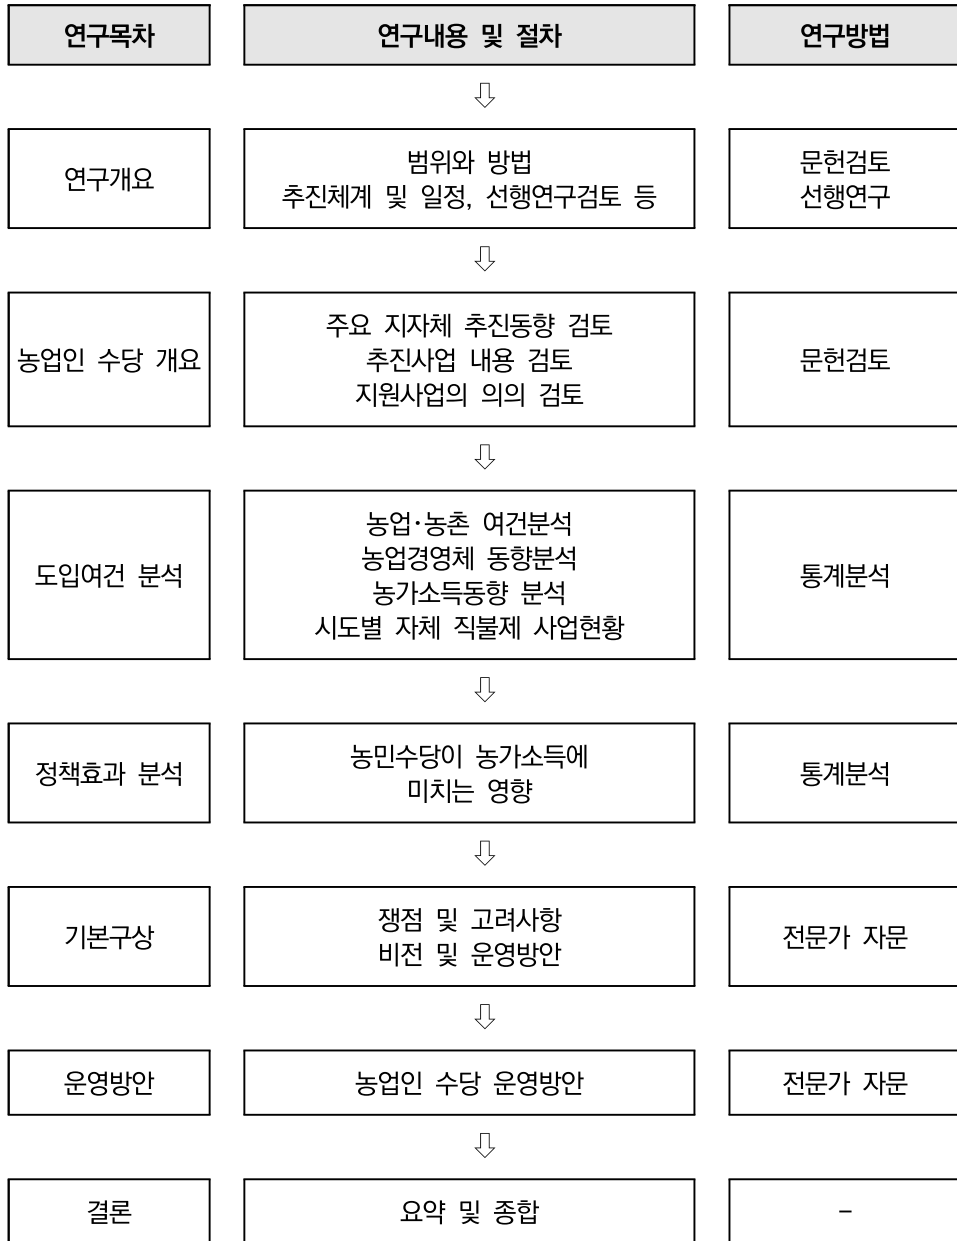 연구목차
연구내용 및 절차
연구방법
연구개요
범위와 방법
추진체계 및 일정, 선행연구검토 등
문헌검토
선행연구
농업인 수당 개요
주요 지자체 추진동향 검토
추진사업 내용 검토
지원사업의 의의 검토
문헌검토
도입여건 분석
농업·농촌 여건분석
농업경영체 동향분석
농가소득동향 분석
시도별 자체 직불제 사업현황
통계분석
정책효과 분석
농민수당이 농가소득에
미치는 영향
통계분석
기본구상
쟁점 및 고려사항
비전 및 운영방안
전문가 자문
운영방안
농업인 수당 운영방안
전문가 자문
결론
요약 및 종합
-